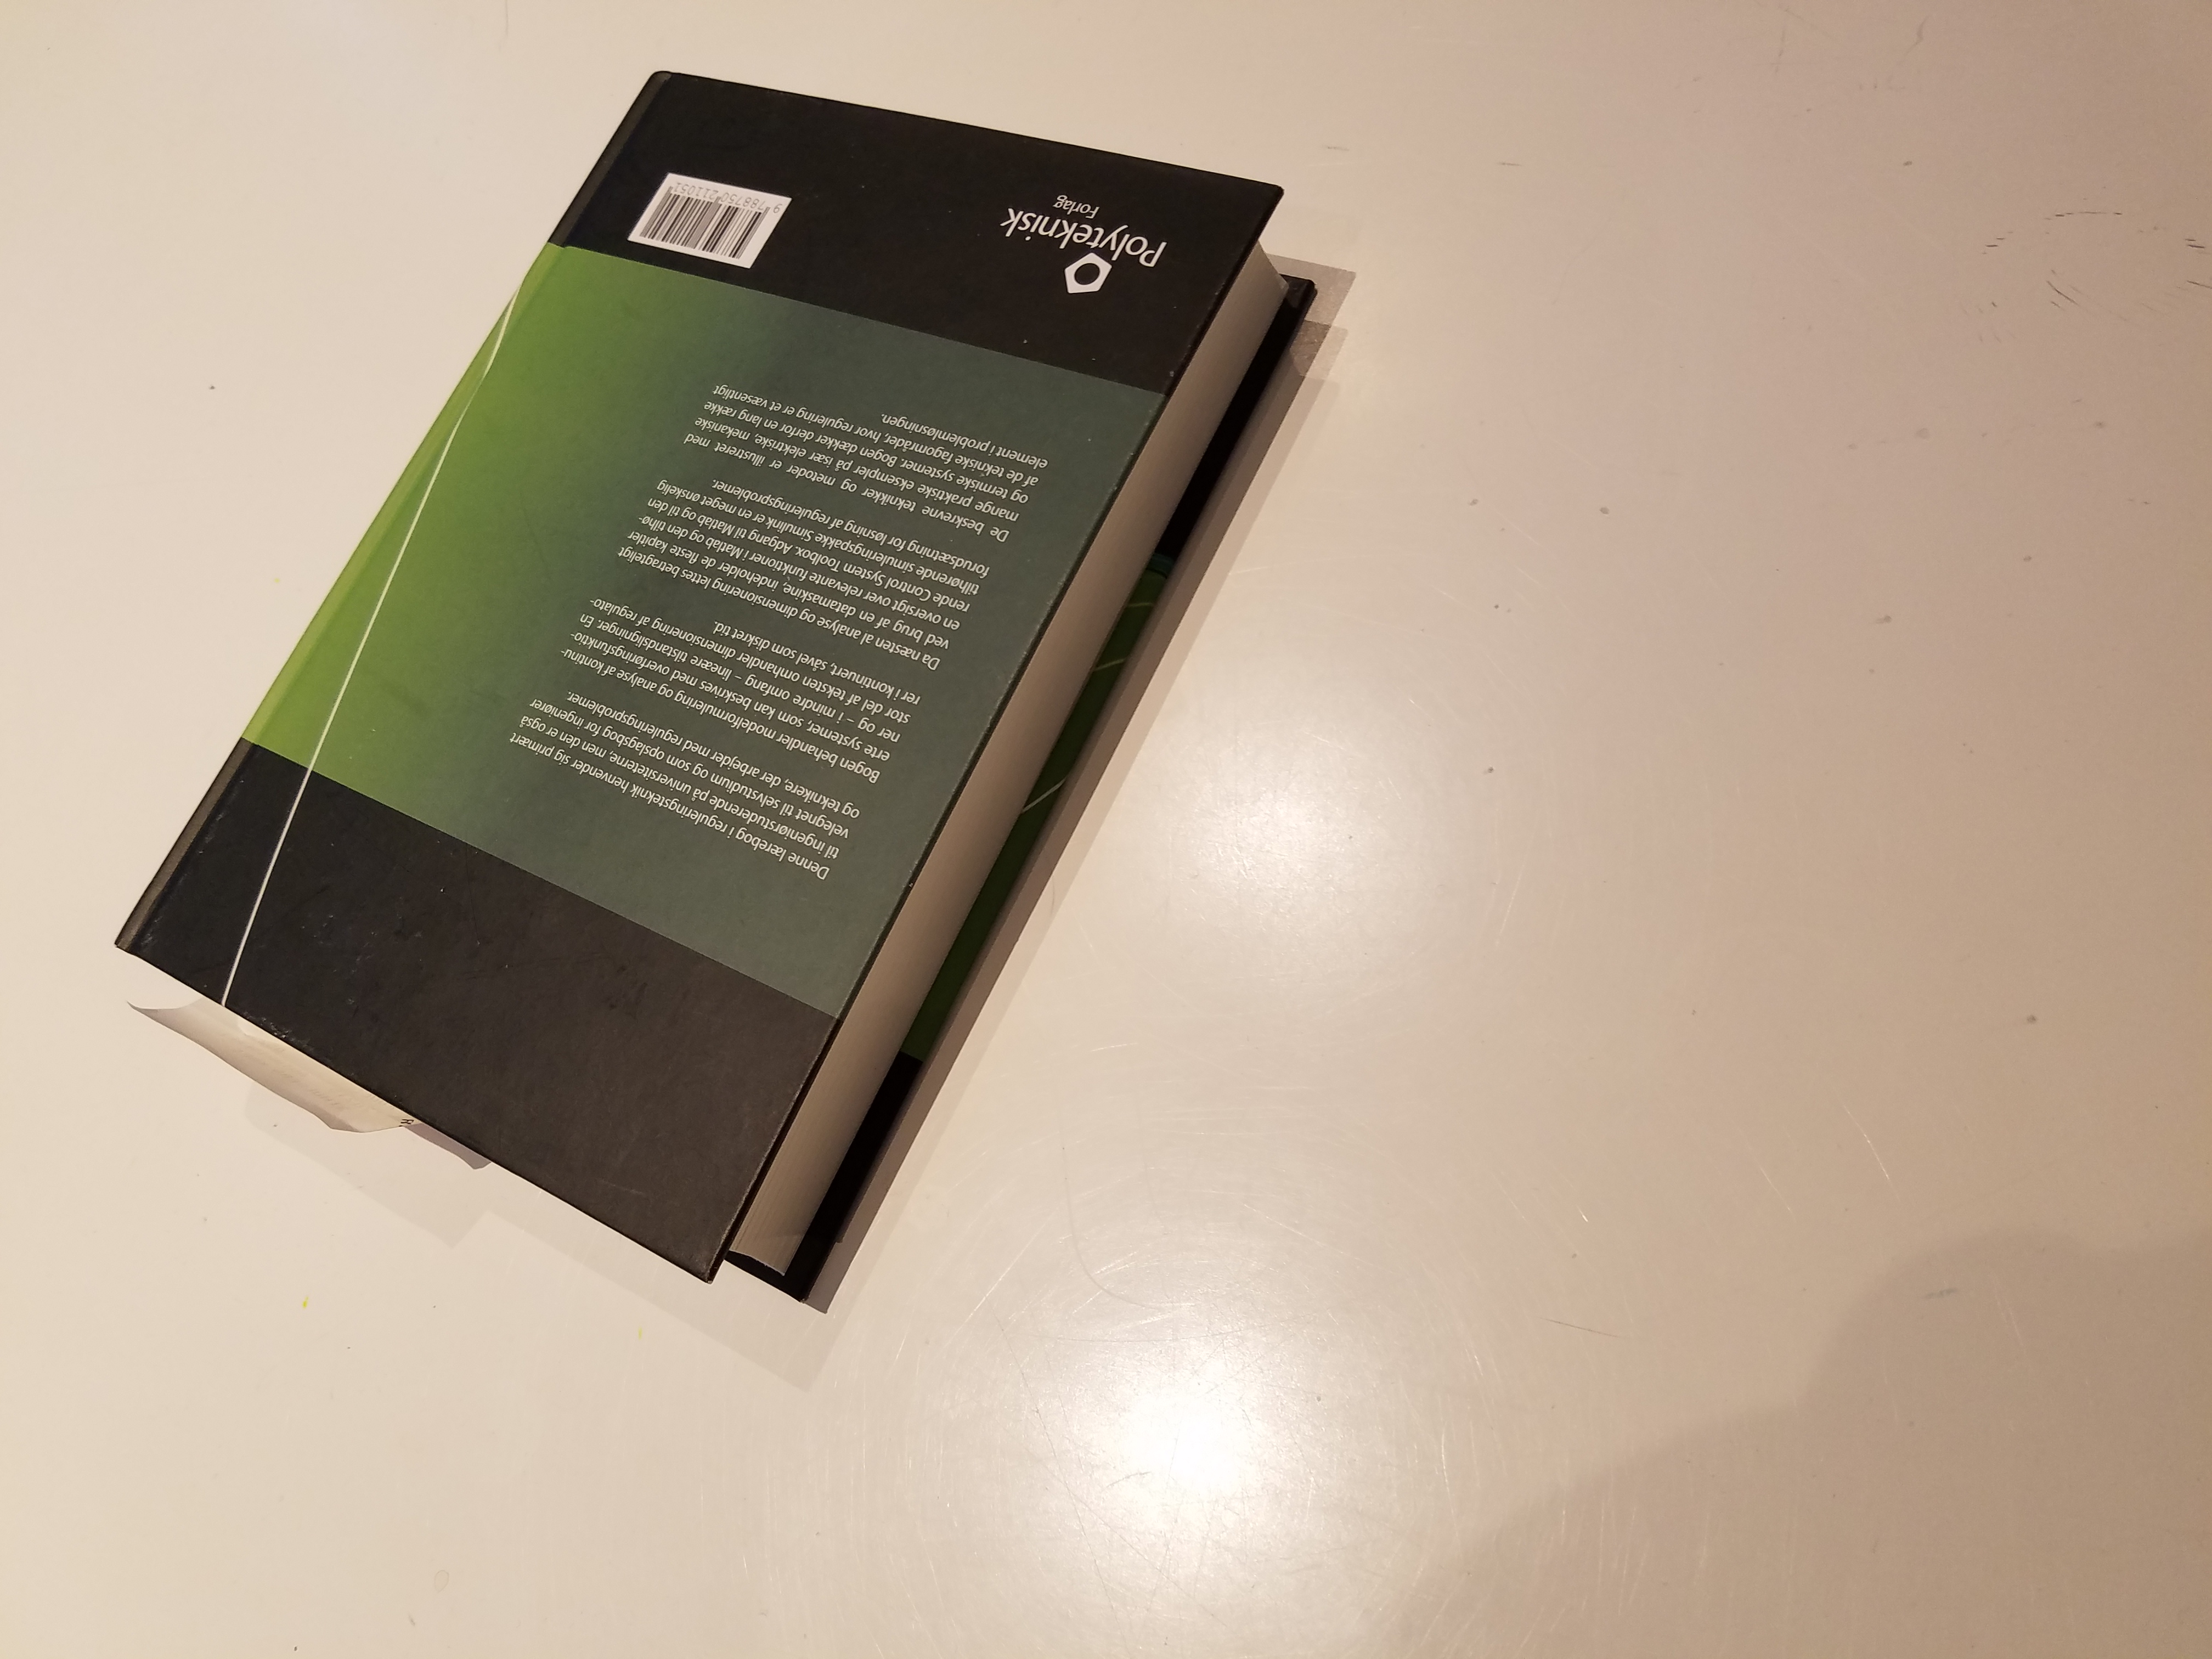 Denne lærebog i reguleringsteknik henvender sig primært
til ingeniørstuderende på universiteterne, men den er også
velegnet til selvstudium og som opslagsbog for ingeniører
og teknikere, der arbejder med reguleringsproblemer.
Bogen behandler modelformulering og analyse af kontinu-
erte systemer, som kan beskrives med overføringsfunktio-
ner og – i mindre omfang – lineære tilstandsligninger. En
stor del af teksten omhandler dimensionering af regulato-
rer i kontinuert, såvel som diskret tid.
Da næsten al analyse og dimensionering lettes betragteligt
ved brug af en datamaskine, indeholder de fleste kapitler
en oversigt over relevante funktioner i Matlab og den tilhø-
rende Control System Toolbox. Adgang til Matlab og til den
tilhørende simuleringspakke Simulink er en meget ønskelig
forudsætning for løsning af reguleringsproblemer.
De beskrevne teknikker og metoder er illustreret med
mange praktiske eksempler på især elektriske, mekaniske
og termiske systemer. Bogen dækker derfor en lang række
af de tekniske fagområder, hvor regulering er et væsentligt
element i problemløsningen.
Polyteknisk
Forlag
9 788750 211051